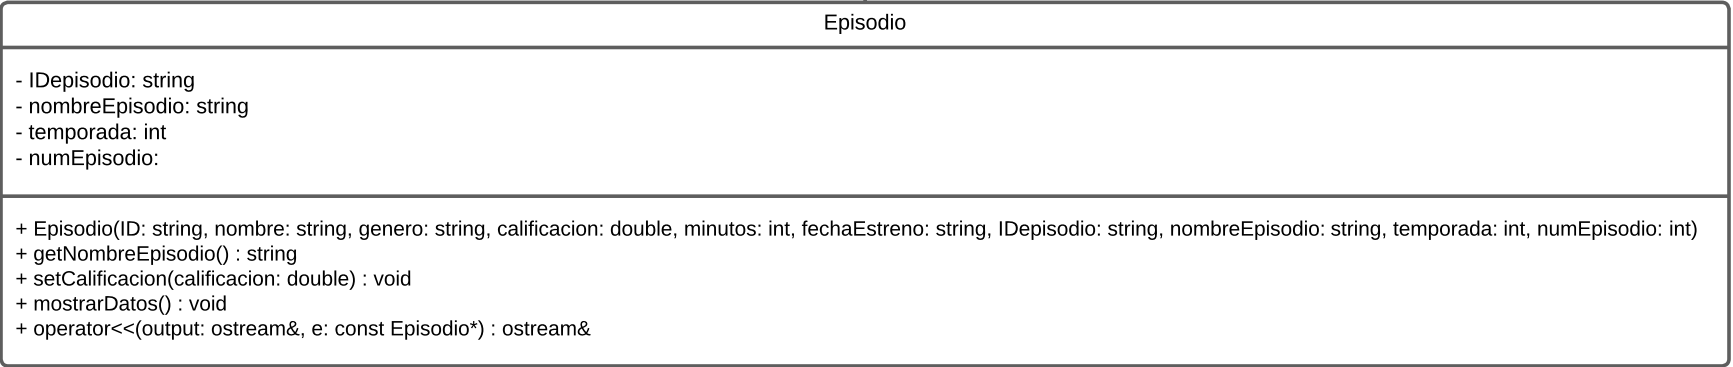 Episodio
- IDepisodio: string
- nombreEpisodio: string
- temporada: int
- numEpisodio:
+ Episodio(ID: string, nombre: string, genero: string, calificacion: double, minutos: int, fechaEstreno: string, IDepisodio: string, nombreEpisodio: string, temporada: int, numEpisodio: int)
+ getNombreEpisodio() : string
+ setCalificacion(calificacion: double) : void
+ mostrarDatos() : void
+ operator<<(output: ostream&, e: const Episodio*) : ostream&